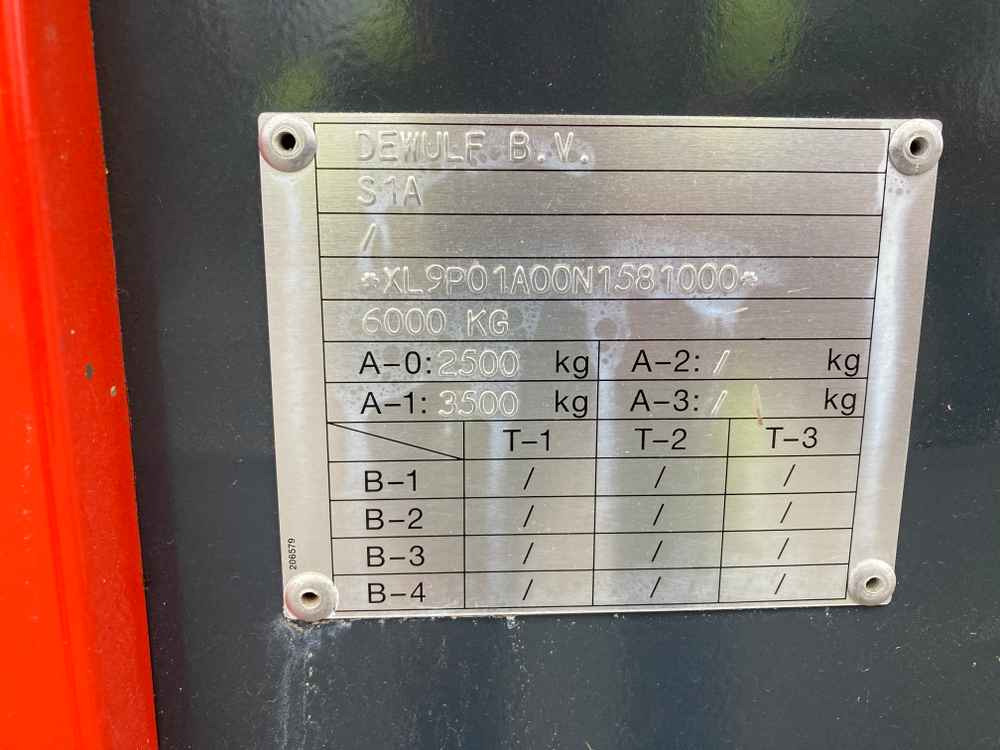 DEWULF B.V.
S1A
/
*XL9P01A00N1581000*
6000 KG
A-0: 2500 kg A-2: / kg
A-1: 3500 kg A-3: / kg
T-1 T-2 T-3
B-1 / / /
B-2 / / /
B-3 / / /
B-4 / / /
206579